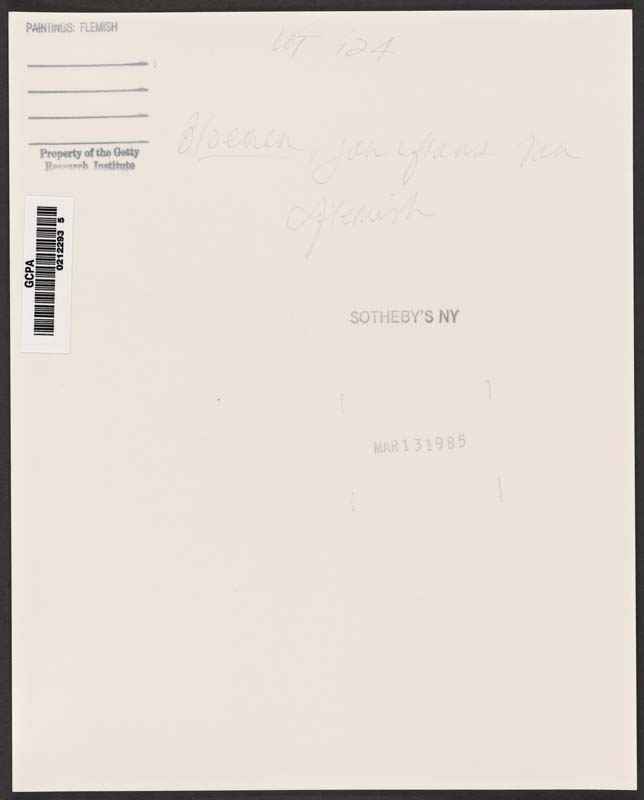 PAINTINGS: FLEMISH
LOT 124
Property of the Getty
Research Institute
Bloemen, Jan Frans Van
Flemish
GCPA
0212293 5
SOTHEBY'S NY
MAR 13 1985